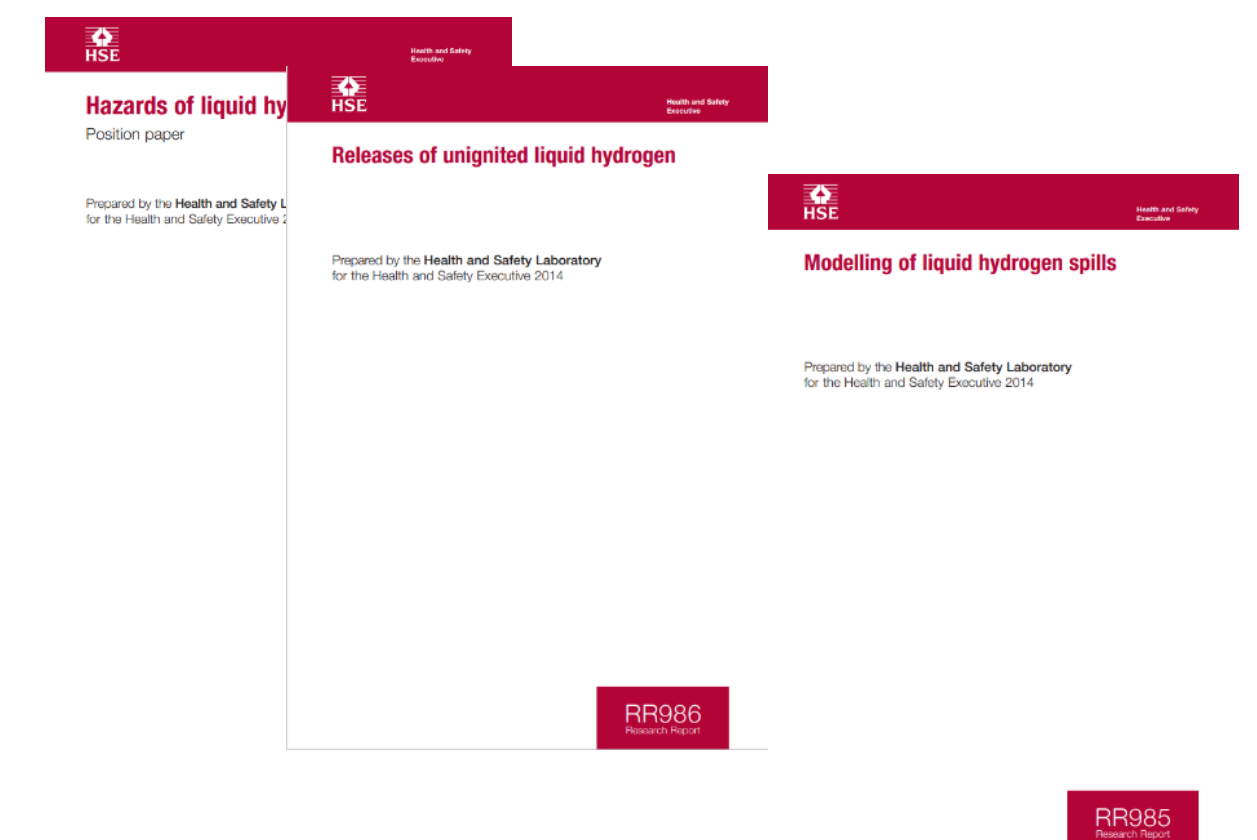 HSE
Health and Safety
Executive
Hazards of liquid hy
Position paper
Prepared by the Health and Safety L
for the Health and Safety Executive 2
HSE
Health and Safety
Executive
Releases of unignited liquid hydrogen
Prepared by the Health and Safety Laboratory
for the Health and Safety Executive 2014
RR986
Research Report
HSE
Health and Safety
Executive
Modelling of liquid hydrogen spills
Prepared by the Health and Safety Laboratory
for the Health and Safety Executive 2014
RR985
Research Report